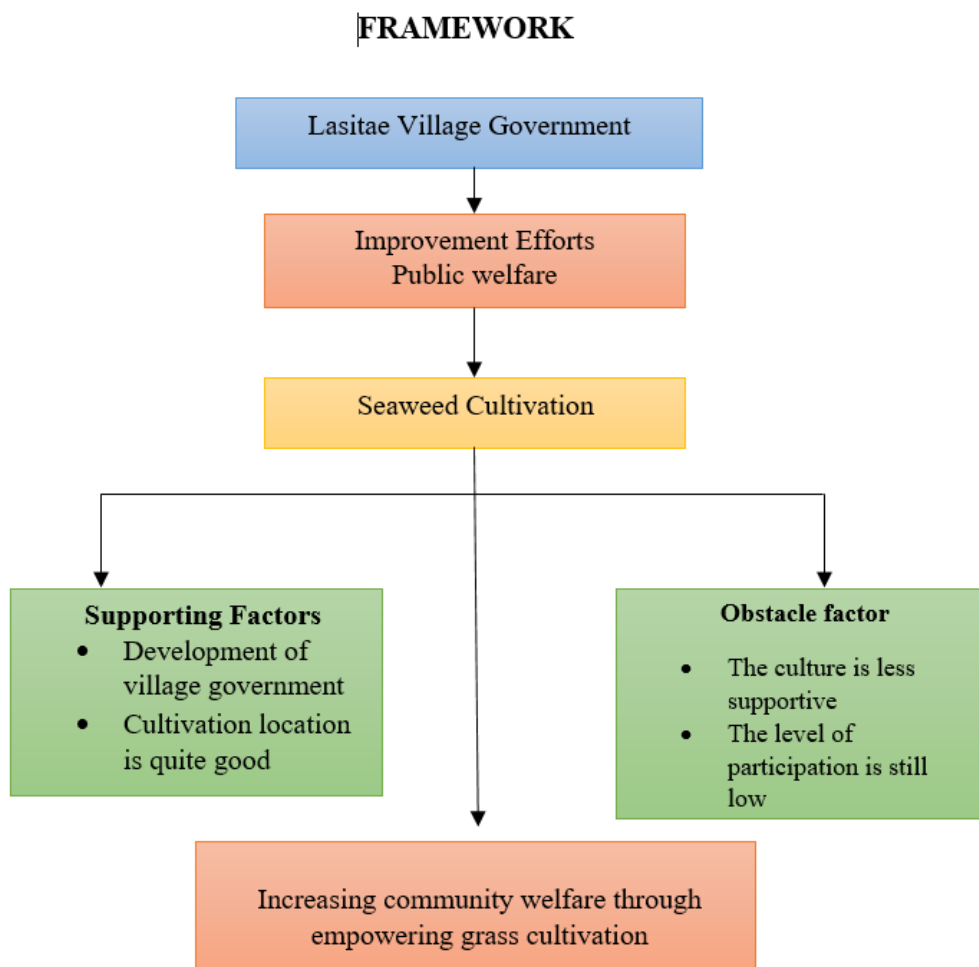 FRAMEWORK
Lasitae Village Government
Improvement Efforts
Public welfare
Seaweed Cultivation
Supporting Factors
• Development of
village government
• Cultivation location
is quite good
Obstacle factor
• The culture is less
supportive
• The level of
participation is still
low
Increasing community welfare through
empowering grass cultivation